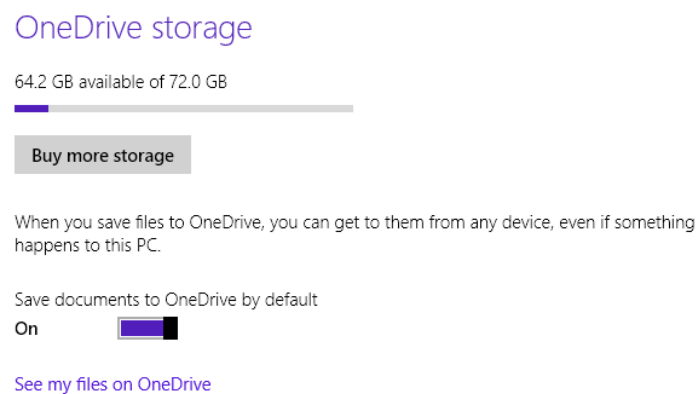 OneDrive storage
64.2 GB available of 72.0 GB
Buy more storage
When you save files to OneDrive, you can get to them from any device, even if something
happens to this PC.
Save documents to OneDrive by default
On
See my files on OneDrive